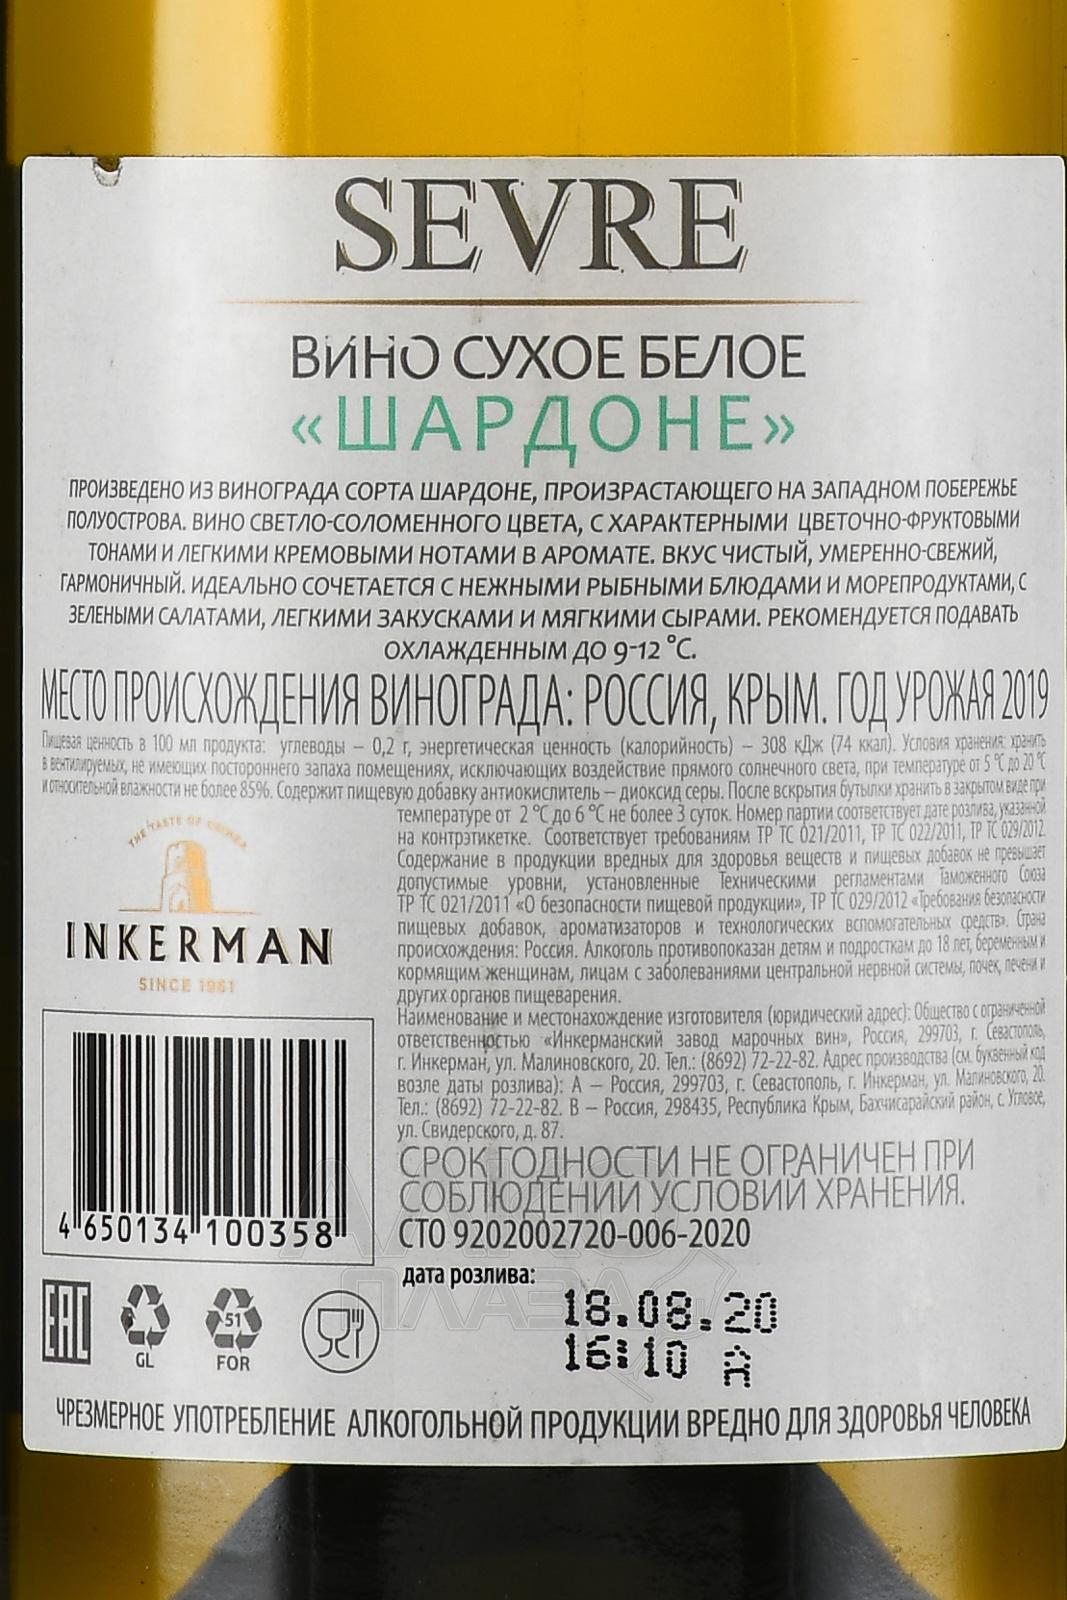 SEVRE
ВИНО СУХОЕ БЕЛОЕ
«ШАРДОНЕ»
ПРОИЗВЕДЕНО ИЗ ВИНОГРАДА СОРТА ШАРДОНЕ, ПРОИЗРАСТАЮЩЕГО НА ЗАПАДНОМ ПОБЕРЕЖЬЕ
ПОЛУОСТРОВА. ВИНО СВЕТЛО-СОЛОМЕННОГО ЦВЕТА, С ХАРАКТЕРНЫМИ ЦВЕТОЧНО-ФРУКТОВЫМИ
ТОНАМИ И ЛЕГКИМИ КРЕМОВЫМИ НОТАМИ В АРОМАТЕ. ВКУС ЧИСТЫЙ, УМЕРЕННО-СВЕЖИЙ,
ГАРМОНИЧНЫЙ. ИДЕАЛЬНО СОЧЕТАЕТСЯ С НЕЖНЫМИ РЫБНЫМИ БЛЮДАМИ И МОРЕПРОДУКТАМИ, С
ЗЕЛЕНЫМИ САЛАТАМИ, ЛЕГКИМИ ЗАКУСКАМИ И МЯГКИМИ СЫРАМИ. РЕКОМЕНДУЕТСЯ ПОДАВАТЬ
ОХЛАЖДЕННЫМ ДО 9-12 °С.
МЕСТО ПРОИСХОЖДЕНИЯ ВИНОГРАДА: РОССИЯ, КРЫМ. ГОД УРОЖАЯ 2019
Пищевая ценность в 100 мл продукта: углеводы – 0,2 г, энергетическая ценность (калорийность) – 308 кДж (74 ккал). Условия хранения: хранить
в вентилируемых, не имеющих постороннего запаха помещениях, исключающих воздействие прямого солнечного света, при температуре от 5 °С до 20 °С
и относительной влажности не более 85%. Содержит пищевую добавку антиокислитель – диоксид серы. После вскрытия бутылки хранить в закрытом виде при
температуре от 2 °С до 6 °С не более 3 суток. Номер партии соответствует дате розлива, указанной
на контрэтикетке. Соответствует требованиям ТР ТС 021/2011, ТР ТС 022/2011, ТР ТС 029/2012.
Содержание в продукции вредных для здоровья веществ и пищевых добавок не превышает
допустимые уровни, установленные Техническими регламентами Таможенного Союза
ТР ТС 021/2011 «О безопасности пищевой продукции», ТР ТС 029/2012 «Требования безопасности
пищевых добавок, ароматизаторов и технологических вспомогательных средств». Страна
происхождения: Россия. Алкоголь противопоказан детям и подросткам до 18 лет, беременным и
кормящим женщинам, лицам с заболеваниями центральной нервной системы, почек, печени и
других органов пищеварения.
Наименование и местонахождение изготовителя (юридический адрес): Общество с ограниченной
ответственностью «Инкерманский завод марочных вин», Россия, 299703, г. Севастополь,
г. Инкерман, ул. Малиновского, 20. Тел.: (8692) 72-22-82. Адрес производства (см. буквенный код
возле даты розлива): А – Россия, 299703, г. Севастополь, г. Инкерман, ул. Малиновского, 20.
Тел.: (8692) 72-22-82. В – Россия, 298435, Республика Крым, Бахчисарайский район, с. Угловое,
ул. Свидерского, д. 87.
СРОК ГОДНОСТИ НЕ ОГРАНИЧЕН ПРИ
СОБЛЮДЕНИИ УСЛОВИЙ ХРАНЕНИЯ.
СТО 9202002720-006-2020
THE TASTE OF CRIMEA
INKERMAN
SINCE 1961
4 650134 100358
EAC
GL
51
FOR
дата розлива:
18.08.20
16:10 А
ЧРЕЗМЕРНОЕ УПОТРЕБЛЕНИЕ АЛКОГОЛЬНОЙ ПРОДУКЦИИ ВРЕДНО ДЛЯ ЗДОРОВЬЯ ЧЕЛОВЕКА